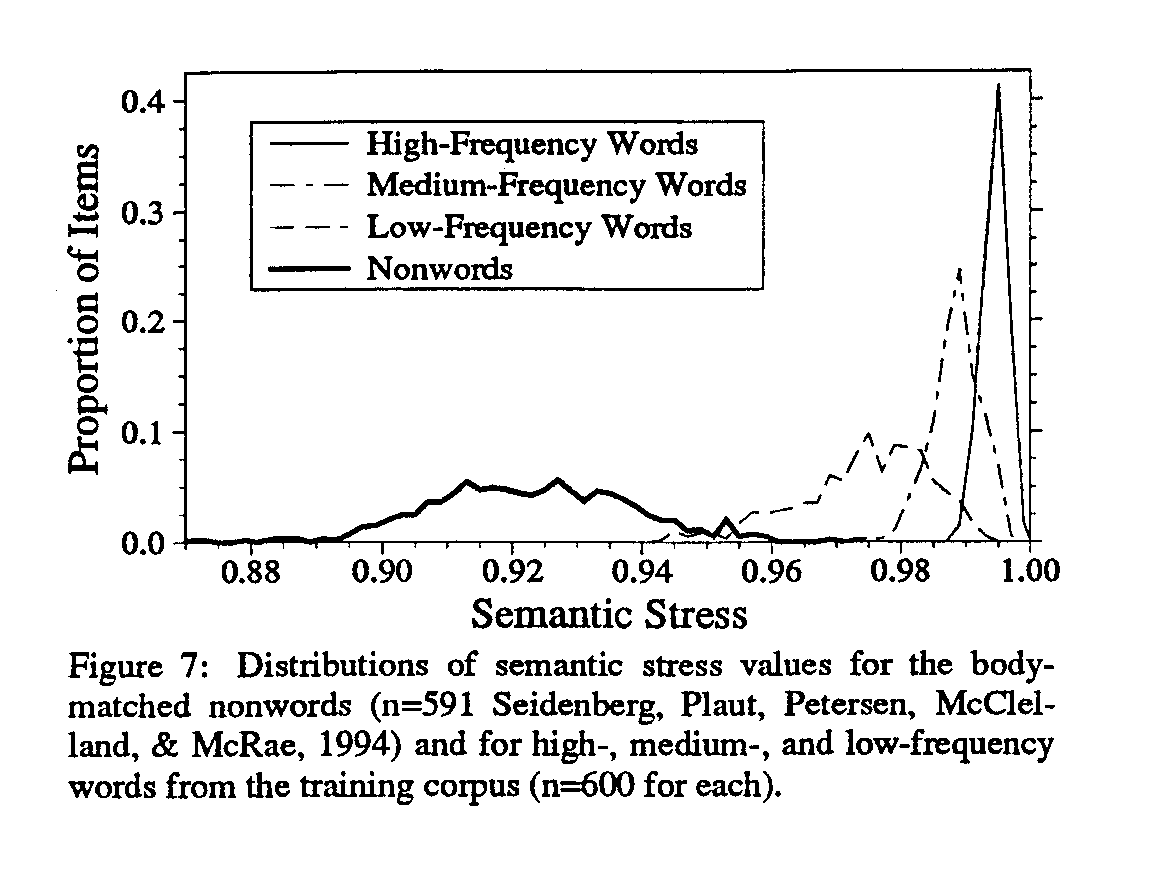 0.4
0.3
0.2
0.1
0.0
Proportion of Items
High-Frequency Words
Medium-Frequency Words
Low-Frequency Words
Nonwords
0.88 0.90 0.92 0.94 0.96 0.98 1.00
Semantic Stress
Figure 7: Distributions of semantic stress values for the body-
matched nonwords (n=591 Seidenberg, Plaut, Petersen, McClel-
land, & McRae, 1994) and for high-, medium-, and low-frequency
words from the training corpus (n=600 for each).